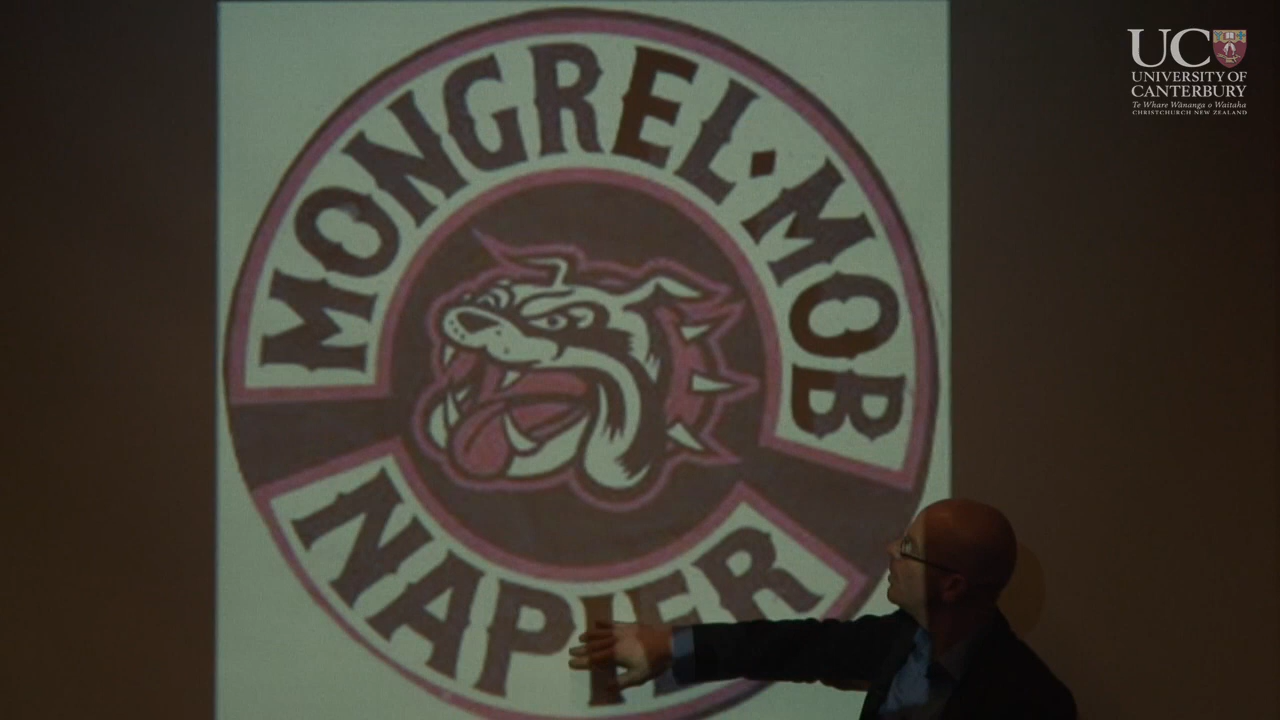 MONGREL · MOB
NAPIER
UC
UNIVERSITY OF
CANTERBURY
Te Whare Wānanga o Waitaha
CHRISTCHURCH NEW ZEALAND